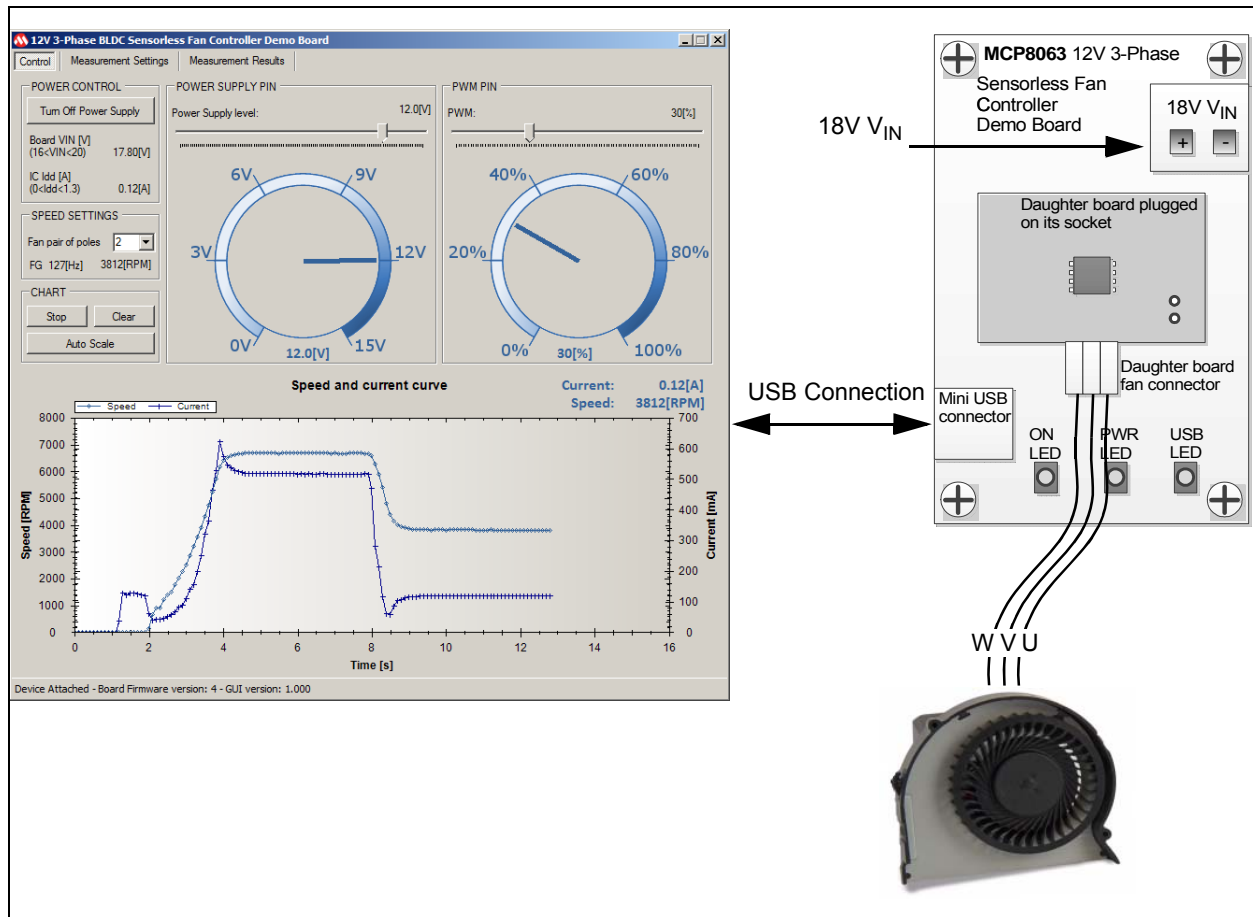 12V 3-Phase BLDC Sensorless Fan Controller Demo Board
Control Measurement Settings Measurement Results
POWER CONTROL
Turn Off Power Supply
Board VIN [V]
(16<VIN<20) 17.80[V]
IC Idd [A]
(0<Idd<1.3) 0.12[A]
SPEED SETTINGS
Fan pair of poles 2
FG 127[Hz] 3812[RPM]
CHART
Stop Clear
Auto Scale
POWER SUPPLY PIN
Power Supply level: 12.0[V]
6V 9V
3V 12V
0V 15V
12.0[V]
PWM PIN
PWM: 30[%]
40% 60%
20% 80%
0% 100%
30[%]
Speed and current curve
Current: 0.12[A]
Speed: 3812[RPM]
Speed Current
Speed [RPM]
8000
7000
6000
5000
4000
3000
2000
1000
0
700
600
500
400
300
200
100
0
Current [mA]
0 2 4 6 8 10 12 14 16
Time [s]
Device Attached - Board Firmware version: 4 - GUI version: 1.000
18V VIN
USB Connection
MCP8063 12V 3-Phase
Sensorless Fan
Controller
Demo Board
18V VIN
+ -
Daughter board plugged
on its socket
Daughter board
fan connector
Mini USB
connector
ON
LED
PWR
LED
USB
LED
W V U